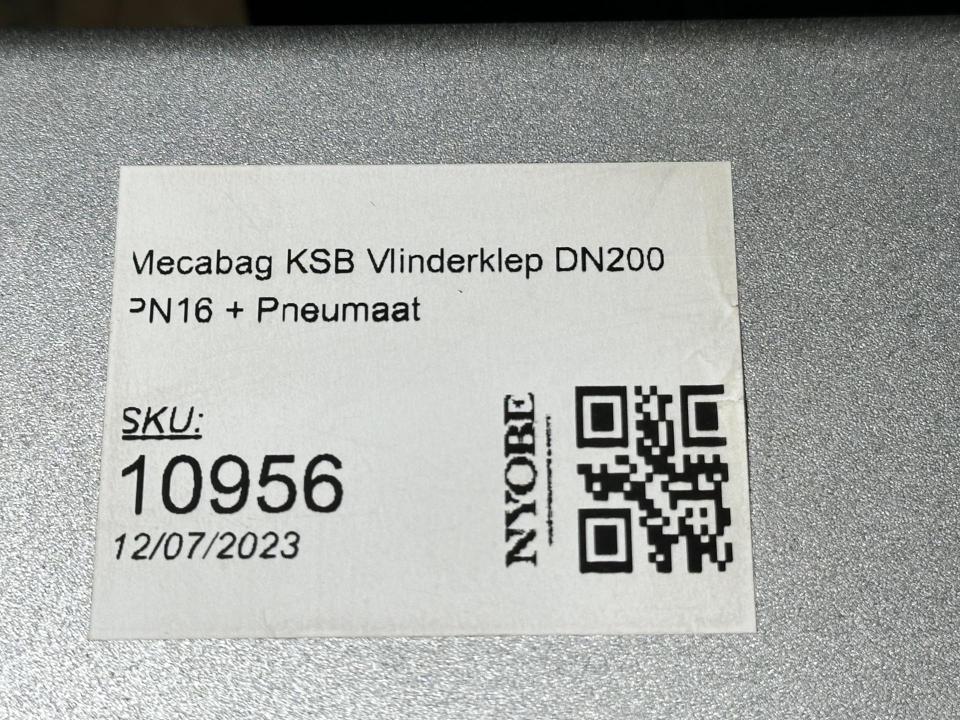 Mecabag KSB Vlinderklep DN200
PN16 + Pneumaat
SKU:
10956
12/07/2023
NYOBE